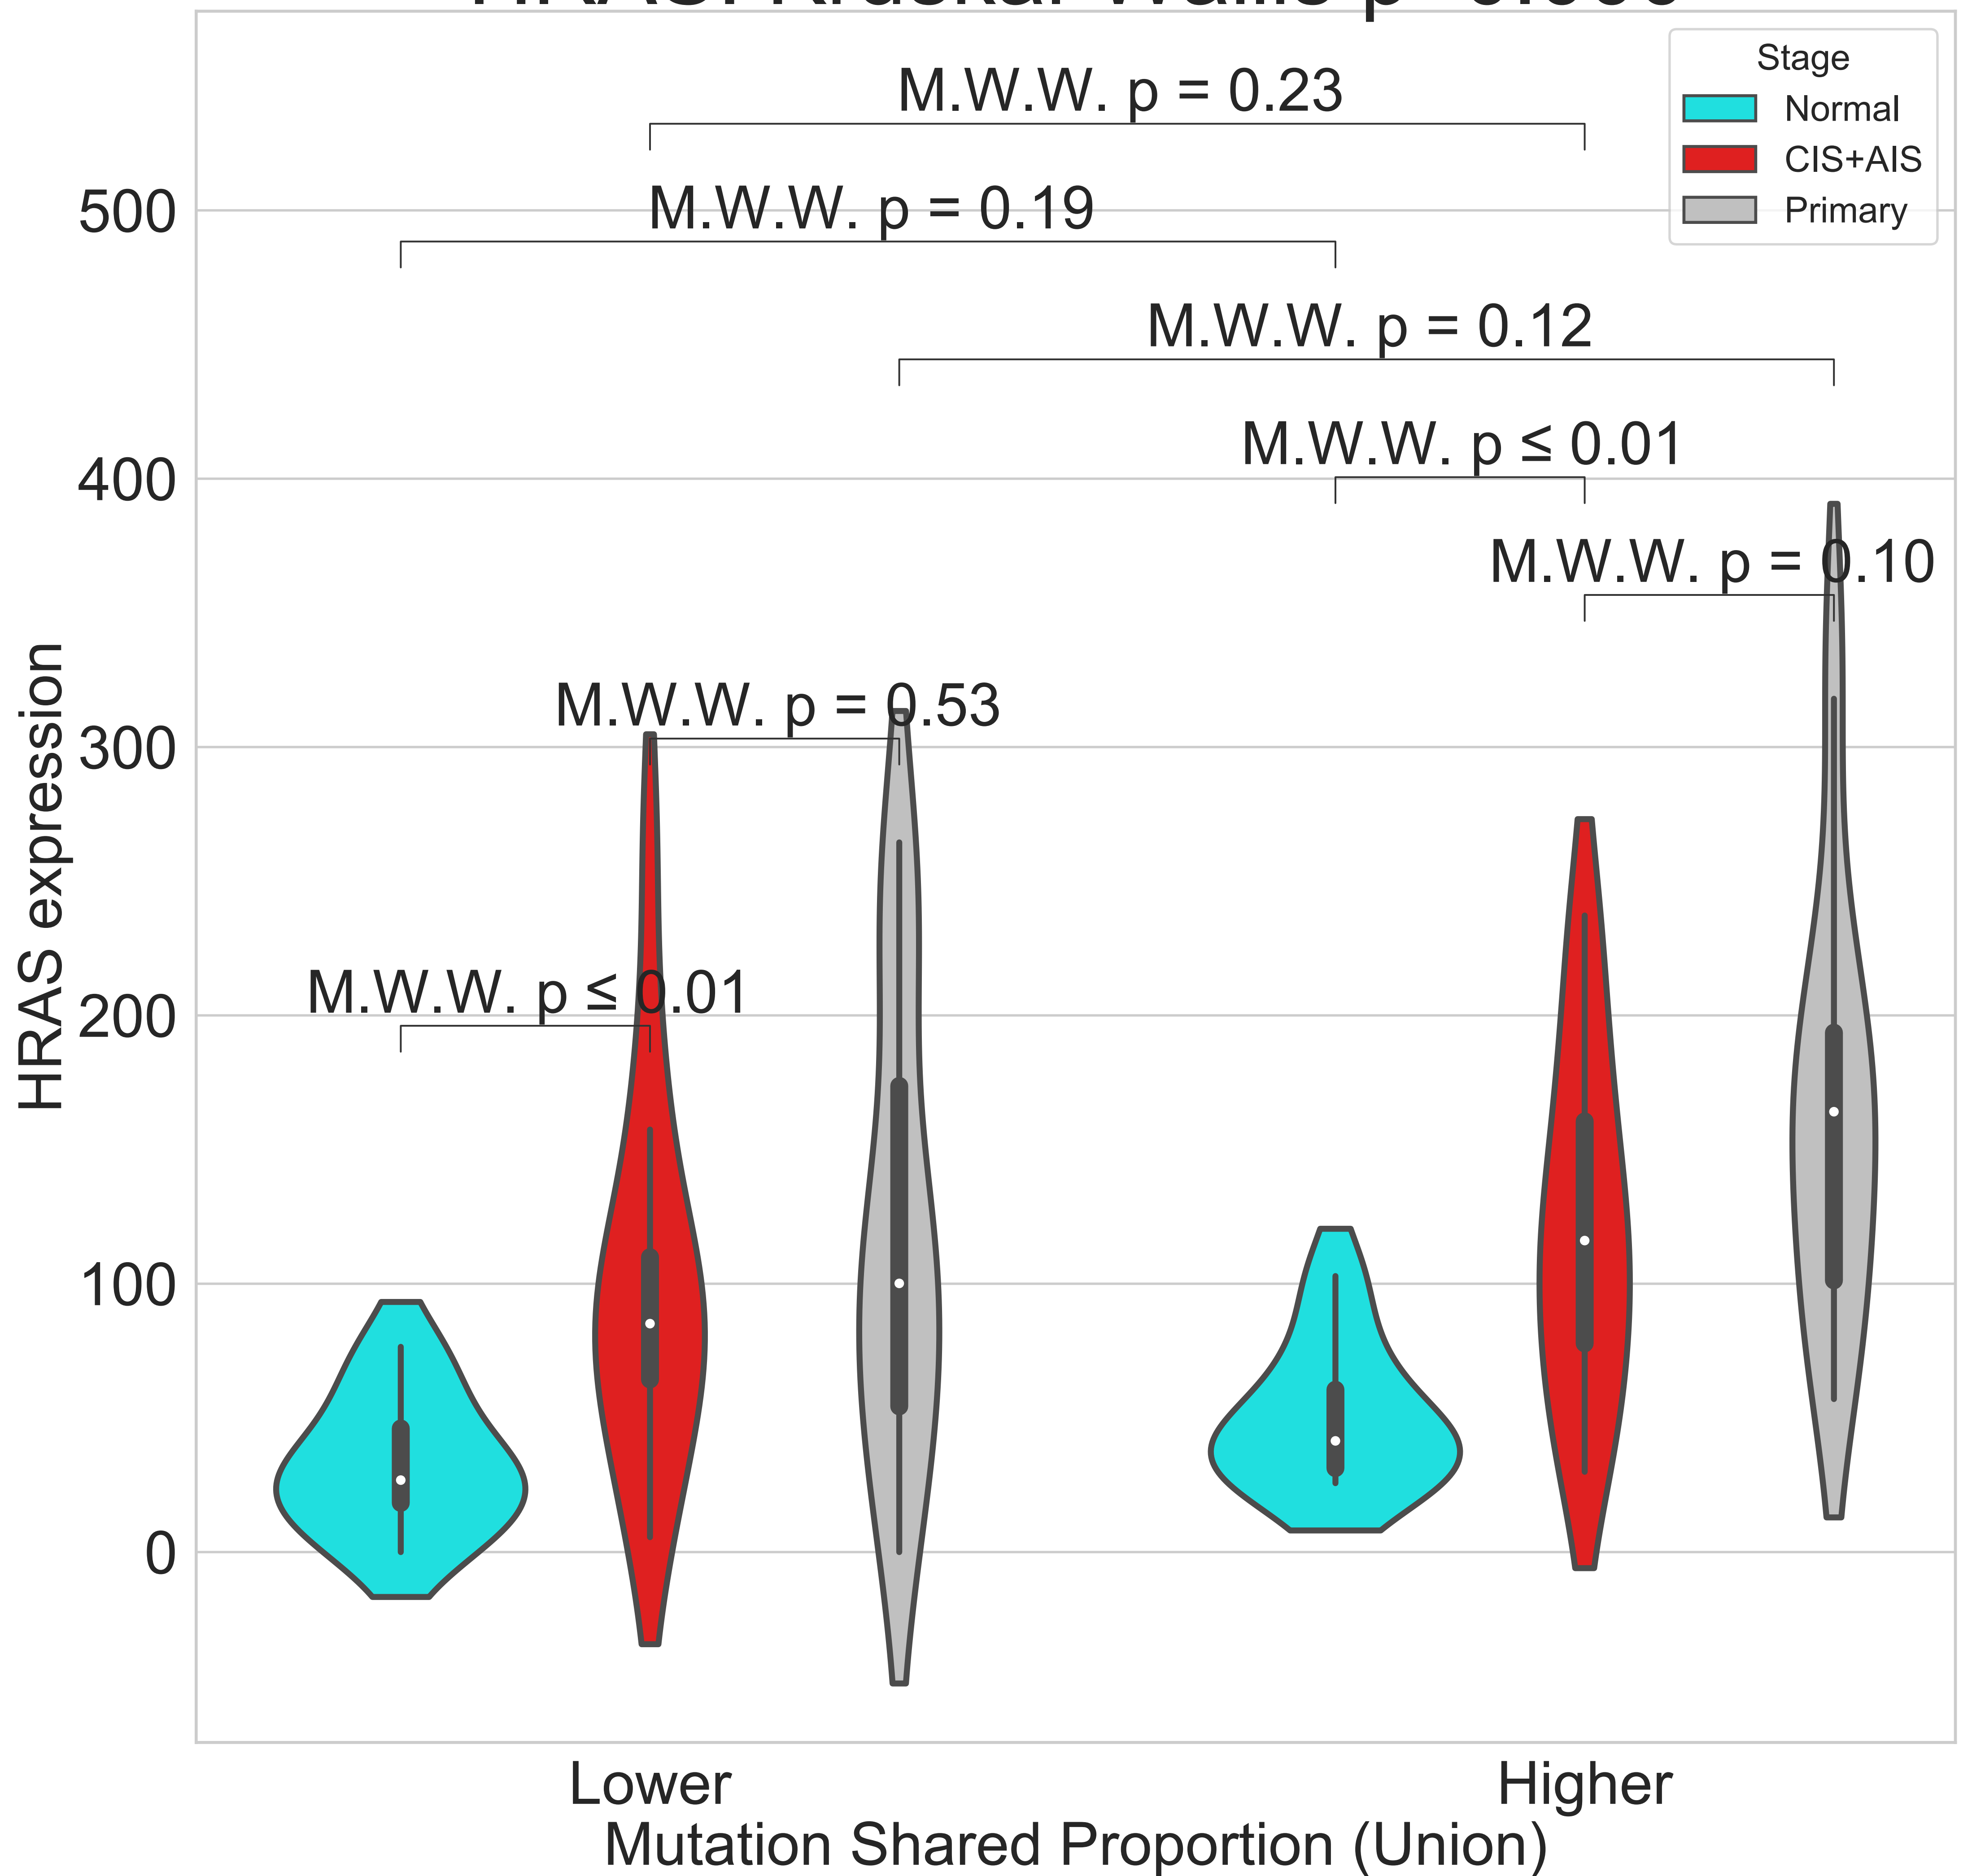 Stage
Normal
CIS+AIS
Primary
M.W.W. p = 0.23
M.W.W. p = 0.19
M.W.W. p = 0.12
M.W.W. p ≤ 0.01
M.W.W. p = 0.10
M.W.W. p = 0.53
M.W.W. p ≤ 0.01
HRAS expression
500
400
300
200
100
0
Lower
Higher
Mutation Shared Proportion (Union)